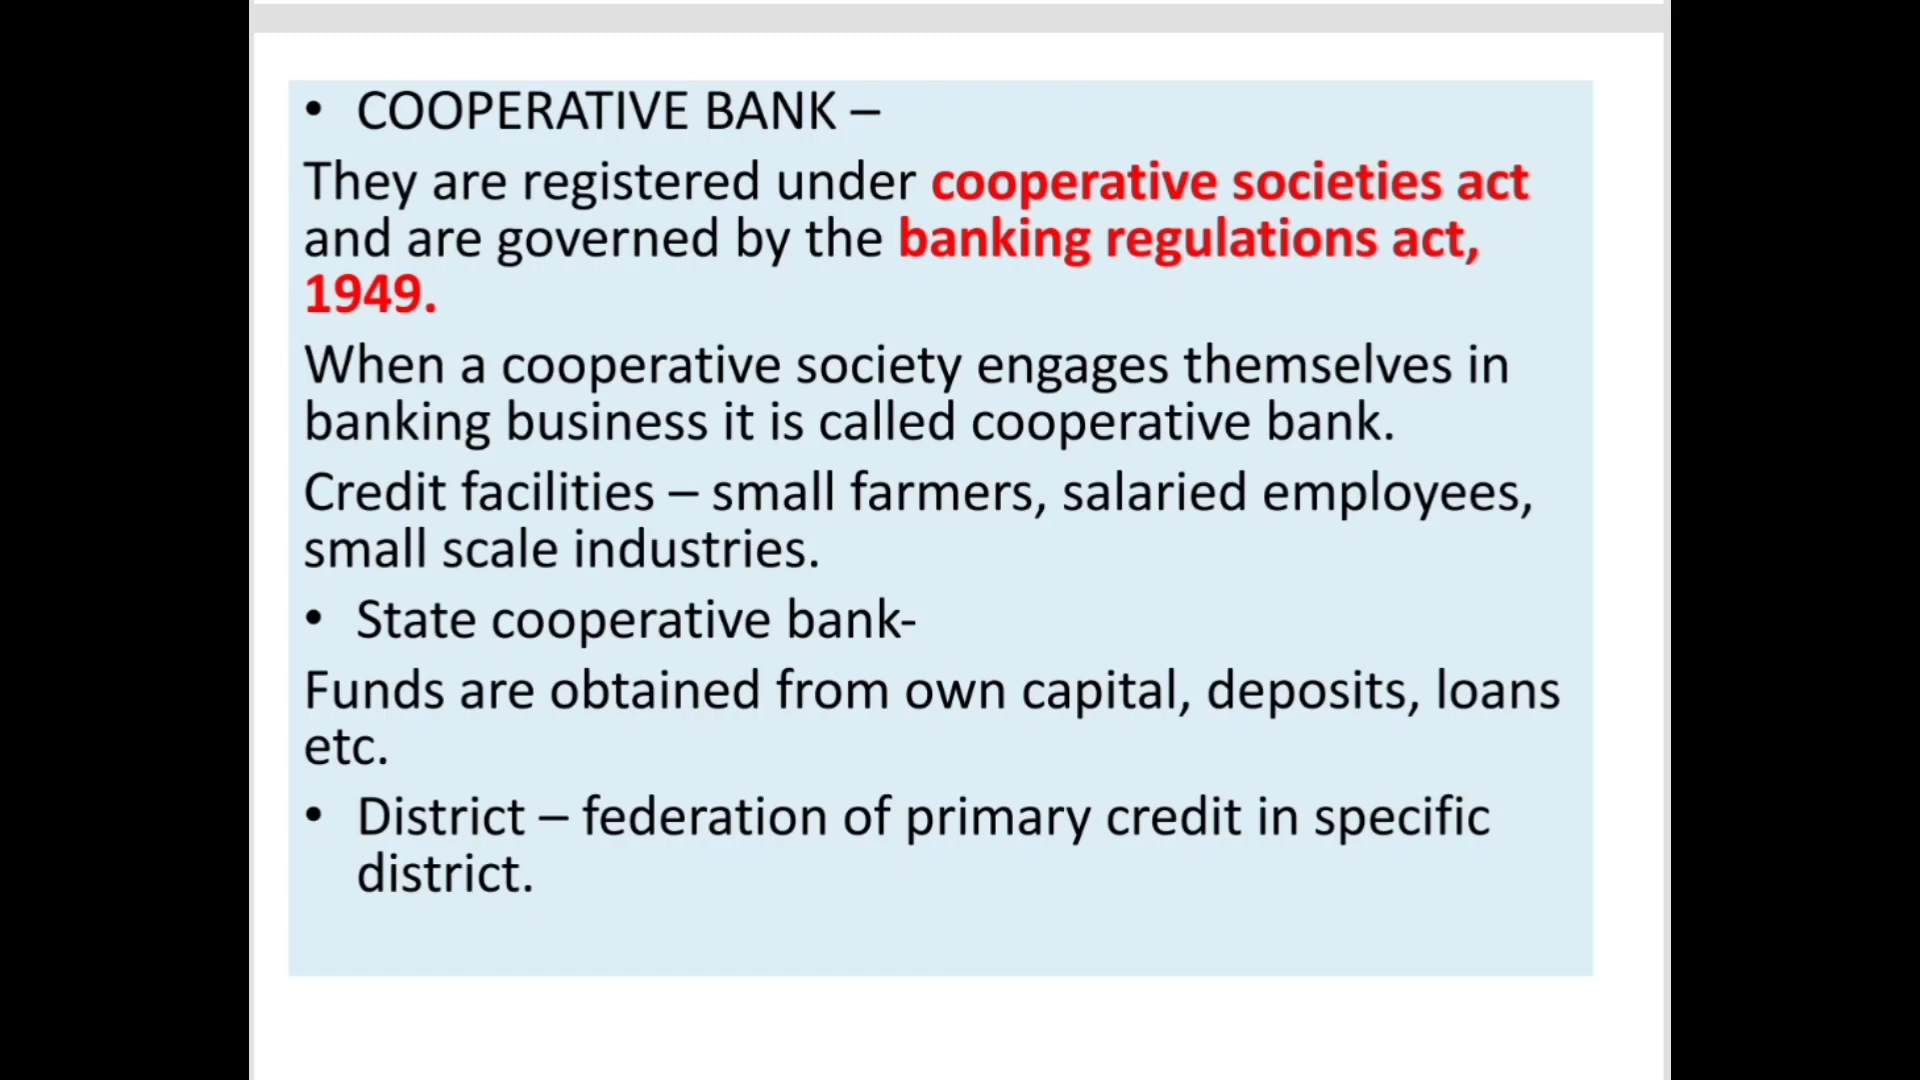 • COOPERATIVE BANK –
They are registered under cooperative societies act
and are governed by the banking regulations act,
1949.
When a cooperative society engages themselves in
banking business it is called cooperative bank.
Credit facilities – small farmers, salaried employees,
small scale industries.
• State cooperative bank-
Funds are obtained from own capital, deposits, loans
etc.
• District – federation of primary credit in specific
district.